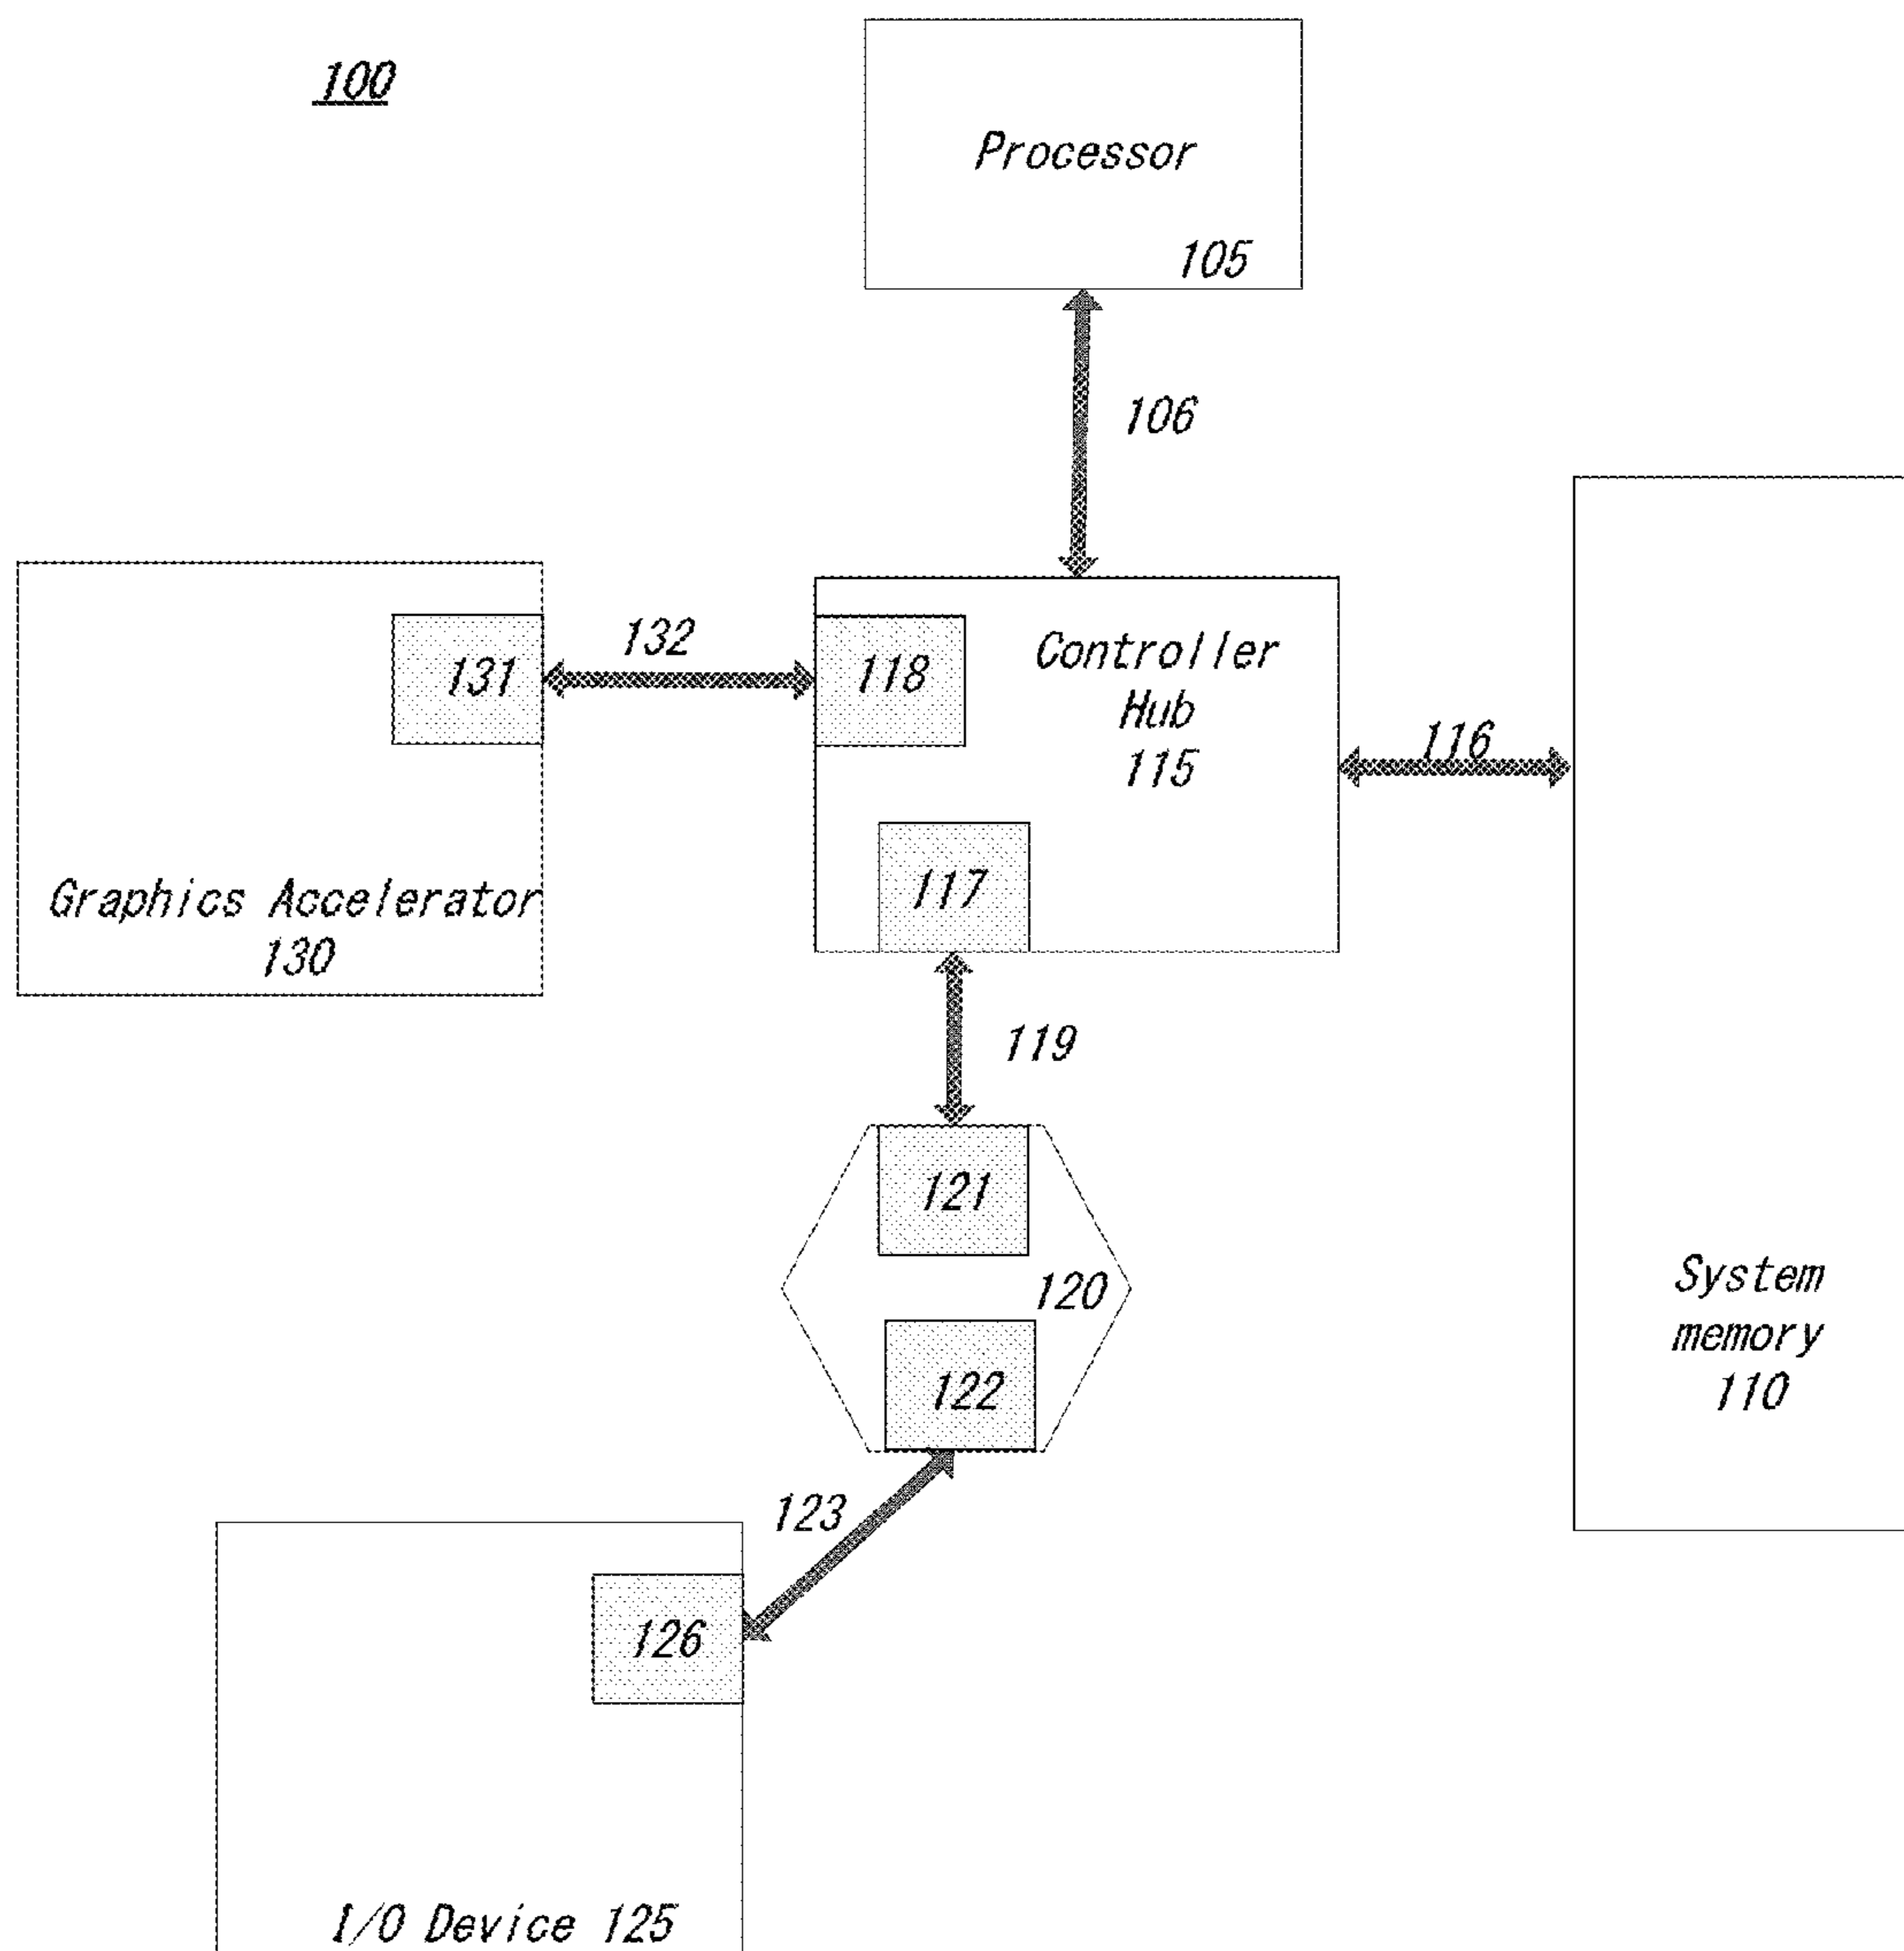 100
Processor
105
106
132
131
118
Controller
Hub
115
116
117
Graphics Accelerator
130
119
121
120
122
System
memory
110
123
126
I/O Device 125